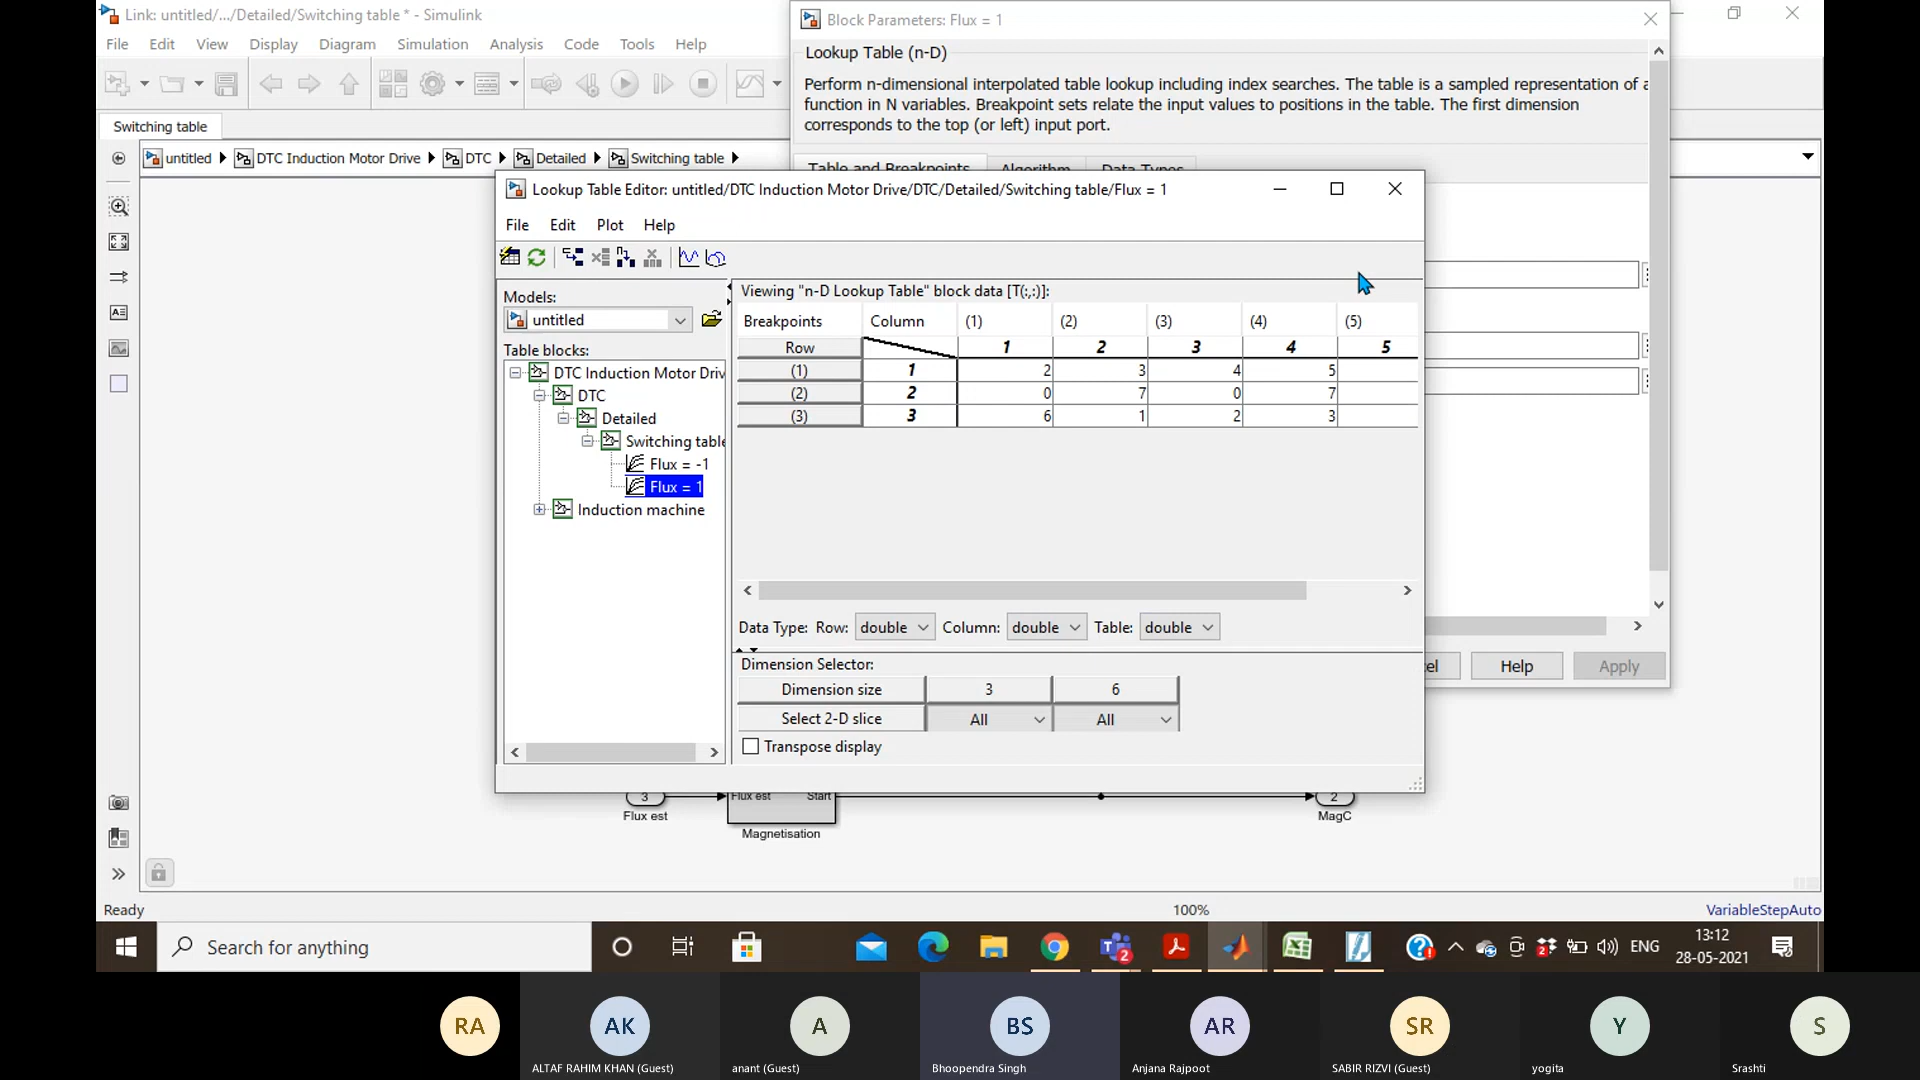 Link: untitled/.../Detailed/Switching table * - Simulink
File Edit View Display Diagram Simulation Analysis Code Tools Help
Switching table
untitled DTC Induction Motor Drive DTC Detailed Switching table
Block Parameters: Flux = 1
Lookup Table (n-D)
Perform n-dimensional interpolated table lookup including index searches. The table is a sampled representation of a
function in N variables. Breakpoint sets relate the input values to positions in the table. The first dimension
corresponds to the top (or left) input port.
Table and Breakpoints Algorithm Data Types
Lookup Table Editor: untitled/DTC Induction Motor Drive/DTC/Detailed/Switching table/Flux = 1
File Edit Plot Help
Models:
untitled
Table blocks:
DTC Induction Motor Driv
DTC
Detailed
Switching table
Flux = -1
Flux = 1
Induction machine
Viewing "n-D Lookup Table" block data [T(:,:)]:
Breakpoints Column (1) (2) (3) (4) (5)
Row 1 2 3 4 5
(1) 1 2 3 4 5
(2) 2 0 7 0 7
(3) 3 6 1 2 3
Data Type: Row: double Column: double Table: double
Dimension Selector:
Dimension size 3 6
Select 2-D slice All All
Transpose display
el Help Apply
3 Flux est Start 2
Flux est MagC
Magnetisation
Ready 100% VariableStepAuto
Search for anything
2
ENG
13:12
28-05-2021
RA AK A BS AR SR Y S
ALTAF RAHIM KHAN (Guest) anant (Guest) Bhoopendra Singh Anjana Rajpoot SABIR RIZVI (Guest) yogita Srashti